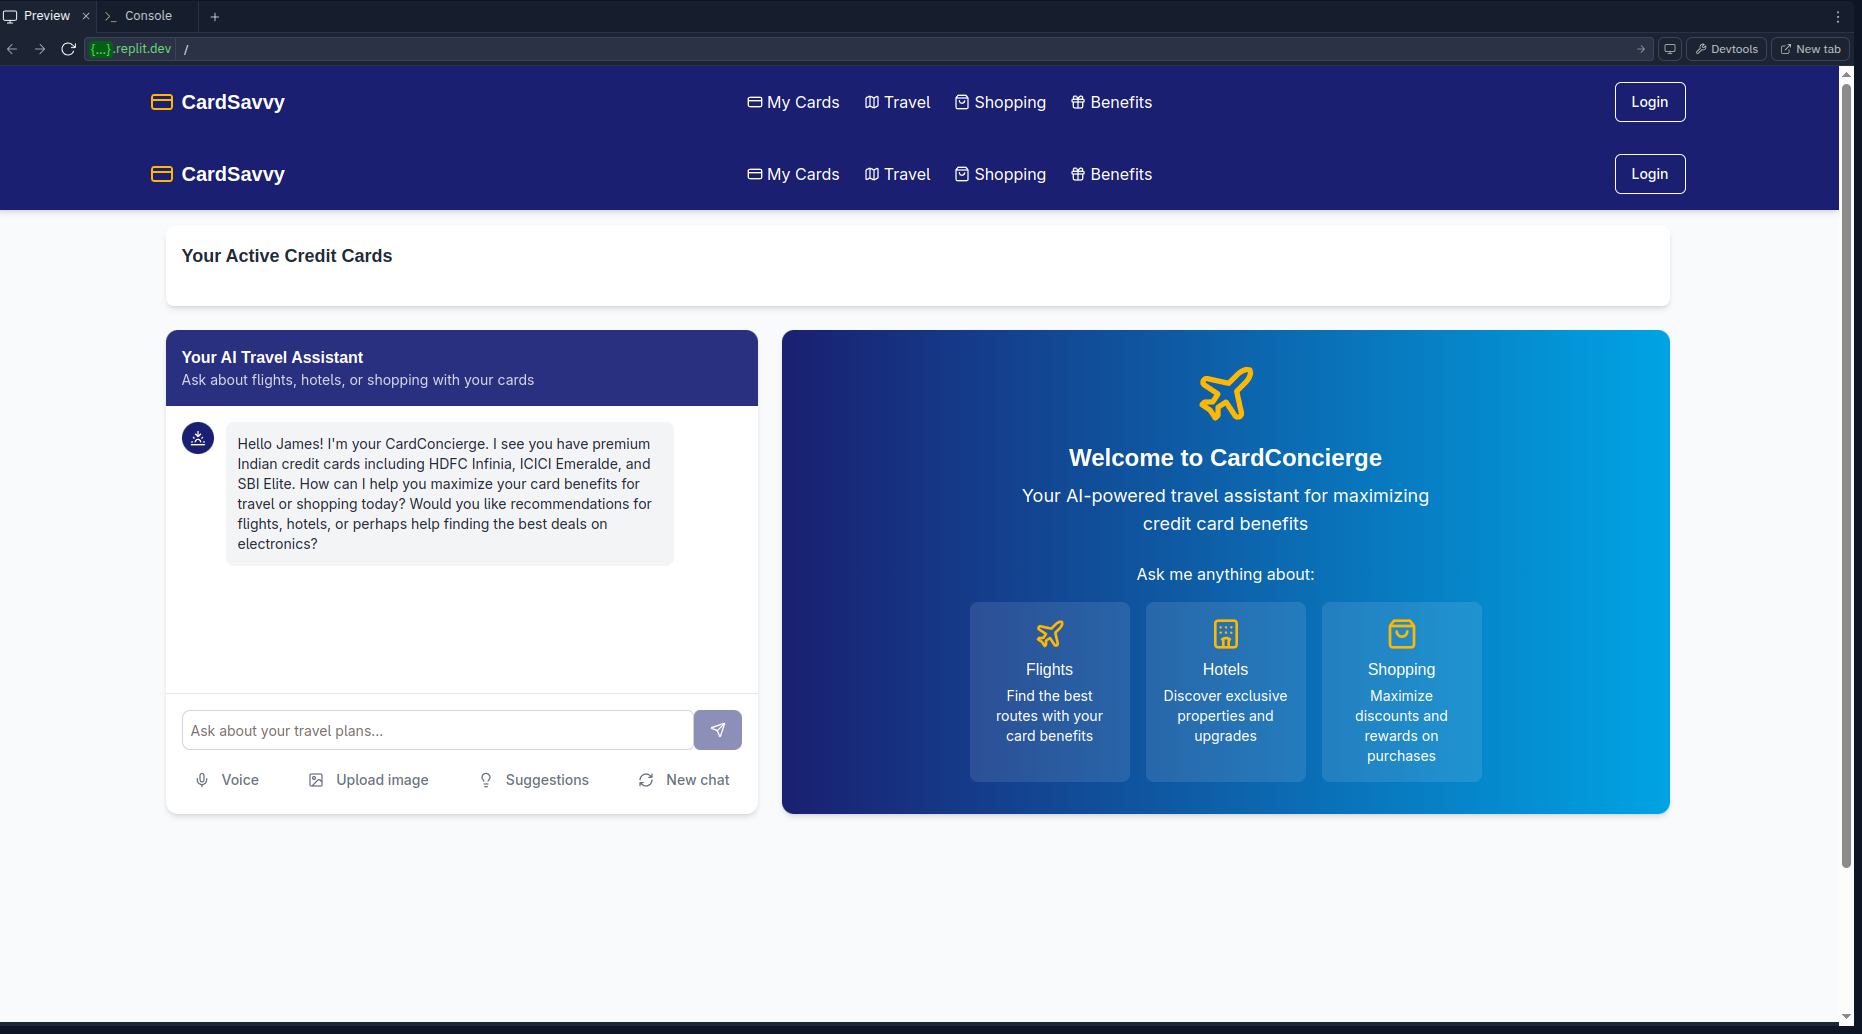 Preview
Console
{...}.replit.dev /
Devtools
New tab
CardSavvy
My Cards
Travel
Shopping
Benefits
Login
CardSavvy
My Cards
Travel
Shopping
Benefits
Login
Your Active Credit Cards
Your AI Travel Assistant
Ask about flights, hotels, or shopping with your cards
Hello James! I'm your CardConcierge. I see you have premium
Indian credit cards including HDFC Infinia, ICICI Emeralde, and
SBI Elite. How can I help you maximize your card benefits for
travel or shopping today? Would you like recommendations for
flights, hotels, or perhaps help finding the best deals on
electronics?
Ask about your travel plans...
Voice
Upload image
Suggestions
New chat
Welcome to CardConcierge
Your AI-powered travel assistant for maximizing
credit card benefits
Ask me anything about:
Flights
Find the best
routes with your
card benefits
Hotels
Discover exclusive
properties and
upgrades
Shopping
Maximize
discounts and
rewards on
purchases